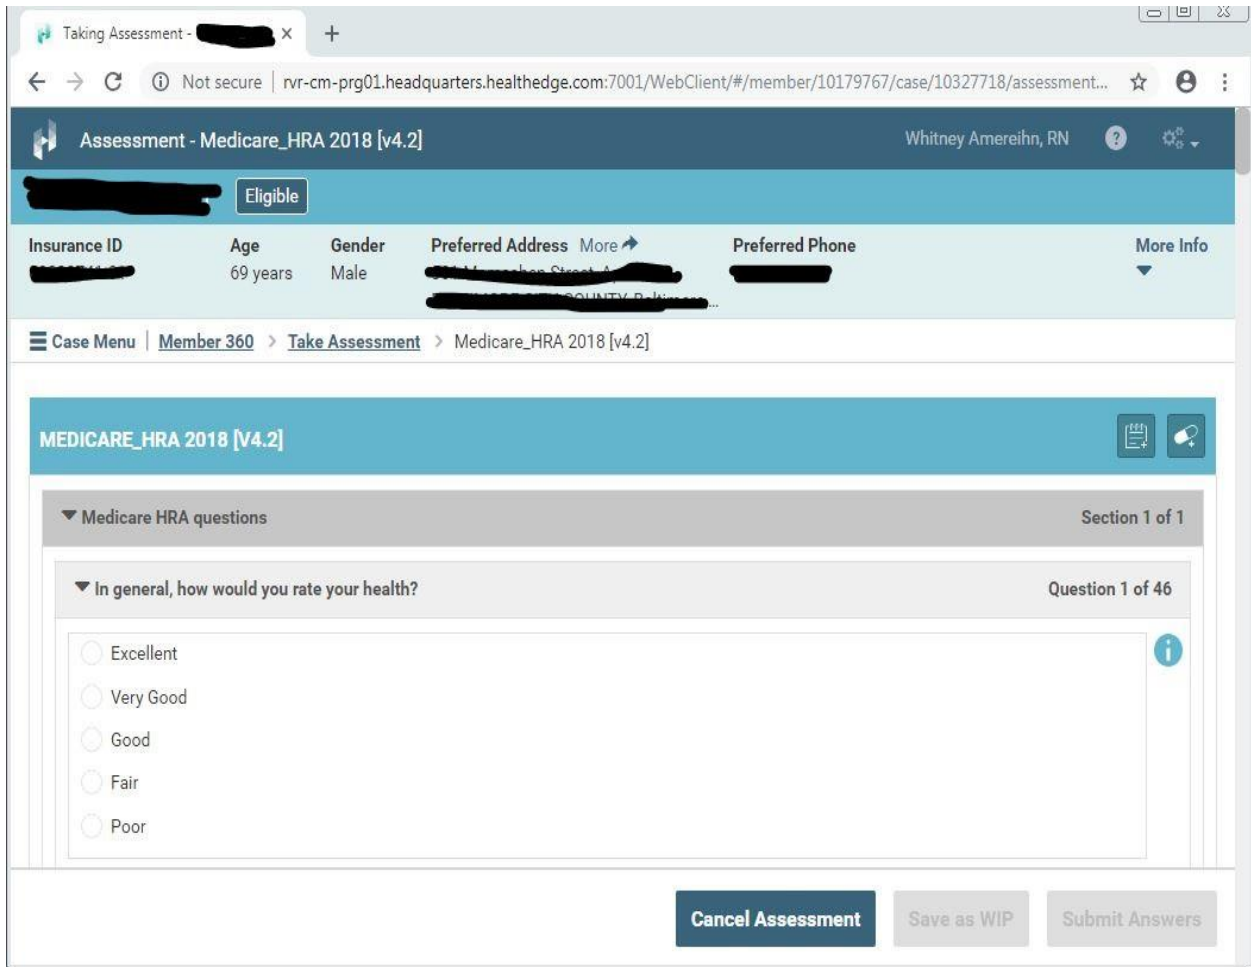 Taking Assessment -
Not secure | rvr-cm-prg01.headquarters.healthedge.com:7001/WebClient/#/member/10179767/case/10327718/assessment...
Assessment - Medicare_HRA 2018 [v4.2] Whitney Amereihn, RN ?
Eligible
Insurance ID Age Gender Preferred Address More Preferred Phone More Info
69 years Male
...
Case Menu | Member 360 > Take Assessment > Medicare_HRA 2018 [v4.2]
MEDICARE_HRA 2018 [V4.2]
Medicare HRA questions Section 1 of 1
In general, how would you rate your health? Question 1 of 46
Excellent
Very Good
Good
Fair
Poor
Cancel Assessment Save as WIP Submit Answers